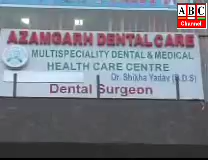 ABC
Channel
AZAMGARH DENTAL CARE
MULTISPECIALITY DENTAL & MEDICAL
HEALTH CARE CENTRE
Dr. Shikha Yadav (B.D.S)
Dental Surgeon